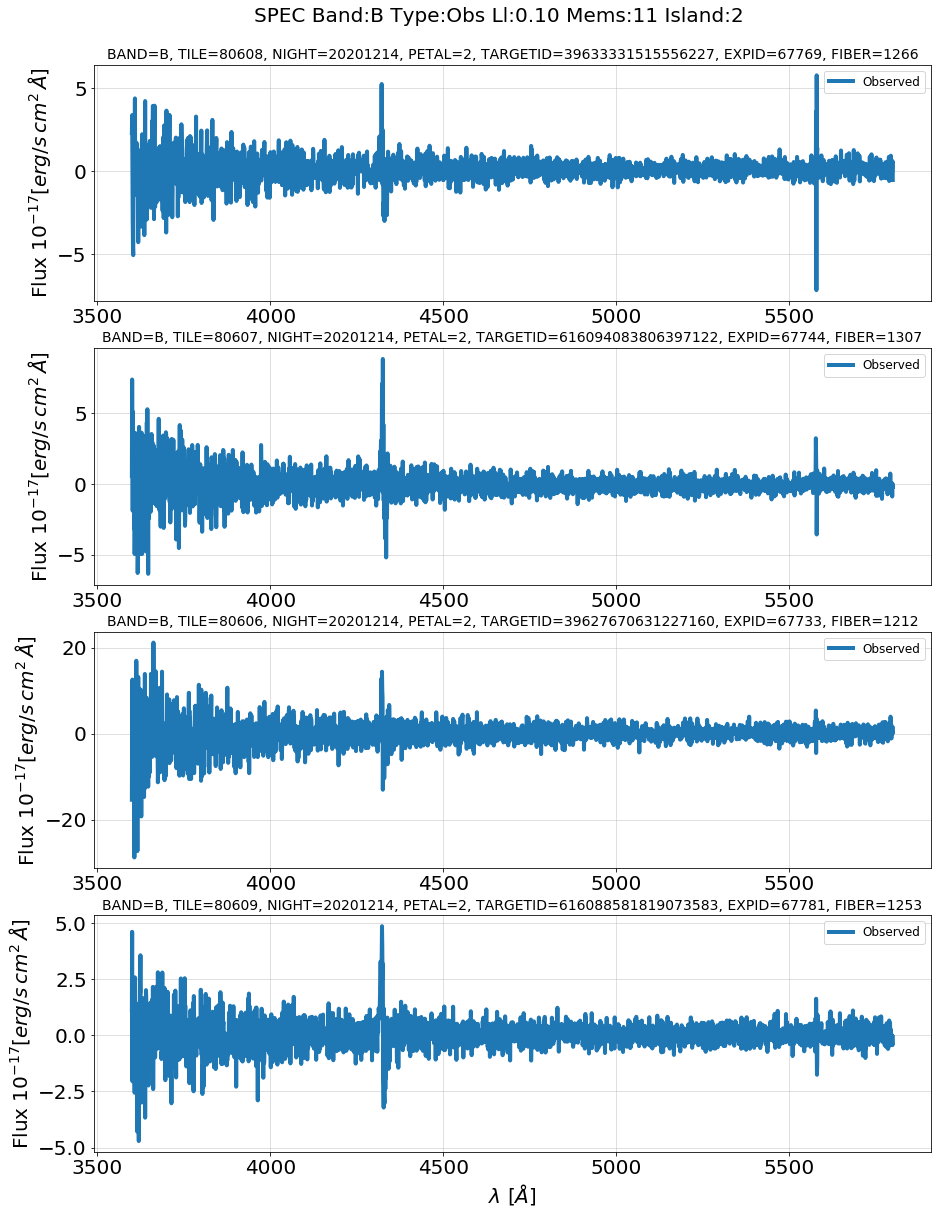 SPEC Band:B Type:Obs Ll:0.10 Mems:11 Island:2
BAND=B, TILE=80608, NIGHT=20201214, PETAL=2, TARGETID=39633331515556227, EXPID=67769, FIBER=1266
Flux 10^{-17}[erg/s cm^2 Å]
5
0
−5
Observed
3500 4000 4500 5000 5500
BAND=B, TILE=80607, NIGHT=20201214, PETAL=2, TARGETID=616094083806397122, EXPID=67744, FIBER=1307
Flux 10^{-17}[erg/s cm^2 Å]
5
0
−5
Observed
3500 4000 4500 5000 5500
BAND=B, TILE=80606, NIGHT=20201214, PETAL=2, TARGETID=39627670631227160, EXPID=67733, FIBER=1212
Flux 10^{-17}[erg/s cm^2 Å]
20
0
−20
Observed
3500 4000 4500 5000 5500
BAND=B, TILE=80609, NIGHT=20201214, PETAL=2, TARGETID=616088581819073583, EXPID=67781, FIBER=1253
Flux 10^{-17}[erg/s cm^2 Å]
5.0
2.5
0.0
−2.5
−5.0
Observed
3500 4000 4500 5000 5500
λ [Å]